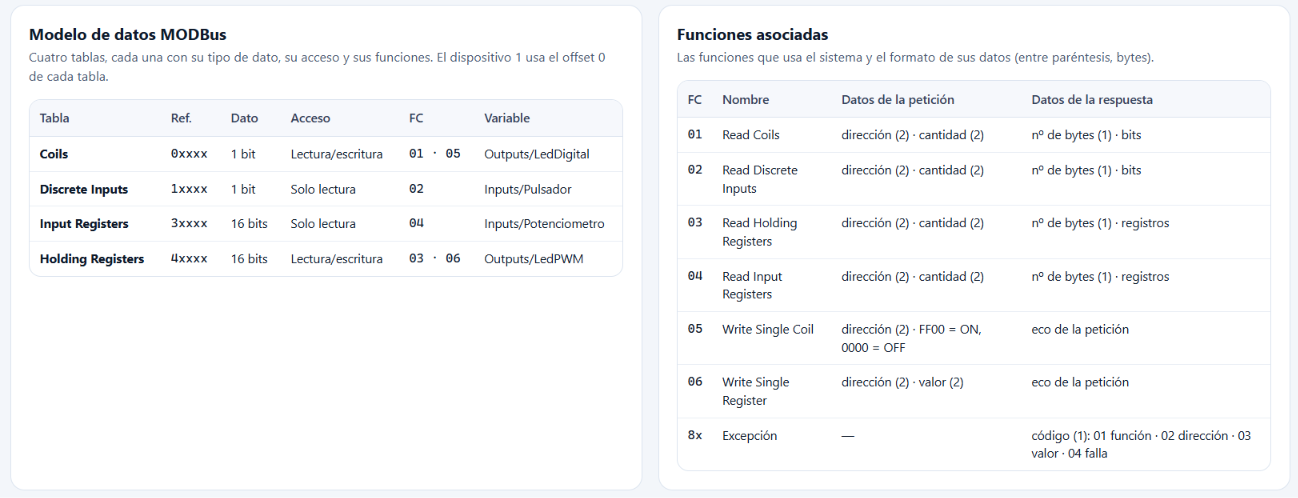 Modelo de datos MODBus
Cuatro tablas, cada una con su tipo de dato, su acceso y sus funciones. El dispositivo 1 usa el offset 0
de cada tabla.
Tabla Ref. Dato Acceso FC Variable
Coils 0xxxx 1 bit Lectura/escritura 01 · 05 Outputs/LedDigital
Discrete Inputs 1xxxx 1 bit Solo lectura 02 Inputs/Pulsador
Input Registers 3xxxx 16 bits Solo lectura 04 Inputs/Potenciometro
Holding Registers 4xxxx 16 bits Lectura/escritura 03 · 06 Outputs/LedPWM
Funciones asociadas
Las funciones que usa el sistema y el formato de sus datos (entre paréntesis, bytes).
FC Nombre Datos de la petición Datos de la respuesta
01 Read Coils dirección (2) · cantidad (2) nº de bytes (1) · bits
02 Read Discrete dirección (2) · cantidad (2) nº de bytes (1) · bits
Inputs
03 Read Holding dirección (2) · cantidad (2) nº de bytes (1) · registros
Registers
04 Read Input dirección (2) · cantidad (2) nº de bytes (1) · registros
Registers
05 Write Single Coil dirección (2) · FF00 = ON, eco de la petición
0000 = OFF
06 Write Single dirección (2) · valor (2) eco de la petición
Register
8x Excepción — código (1): 01 función · 02 dirección · 03
valor · 04 falla